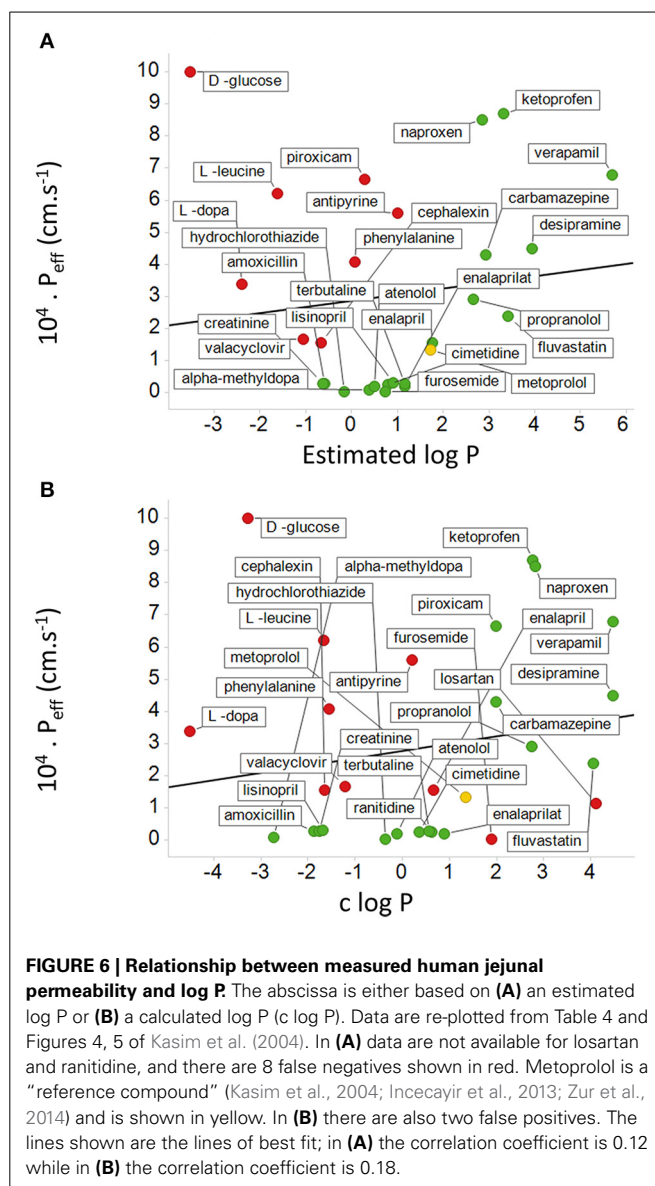 A
10
D -glucose
ketoprofen
9
naproxen
8
verapamil
piroxicam
7
L -leucine
carbamazepine
6
antipyrine
cephalexin
L -dopa
desipramine
5
hydrochlorothiazide
phenylalanine
4
amoxicillin
enalaprilat
terbutaline
atenolol
3
creatinine
lisinopril
enalapril
propranolol
2
valacyclovir
fluvastatin
cimetidine
1
alpha-methyldopa
furosemide
metoprolol
0
10⁴ . P_eff (cm.s⁻¹)
-3 -2 -1 0 1 2 3 4 5 6
Estimated log P
B
10
D -glucose
ketoprofen
9
cephalexin
alpha-methyldopa
naproxen
8
hydrochlorothiazide
piroxicam
enalapril
7
L -leucine
furosemide
verapamil
6
metoprolol
losartan
desipramine
antipyrine
5
phenylalanine
propranolol
carbamazepine
4
L -dopa
creatinine
atenolol
3
valacyclovir
terbutaline
cimetidine
2
lisinopril
ranitidine
enalaprilat
1
amoxicillin
fluvastatin
0
10⁴ . P_eff (cm.s⁻¹)
-4 -3 -2 -1 0 1 2 3 4
c log P
FIGURE 6 | Relationship between measured human jejunal
permeability and log P. The abscissa is either based on (A) an estimated
log P or (B) a calculated log P (c log P). Data are re-plotted from Table 4 and
Figures 4, 5 of Kasim et al. (2004). In (A) data are not available for losartan
and ranitidine, and there are 8 false negatives shown in red. Metoprolol is a
“reference compound” (Kasim et al., 2004; Incecayir et al., 2013; Zur et al.,
2014) and is shown in yellow. In (B) there are also two false positives. The
lines shown are the lines of best fit; in (A) the correlation coefficient is 0.12
while in (B) the correlation coefficient is 0.18.